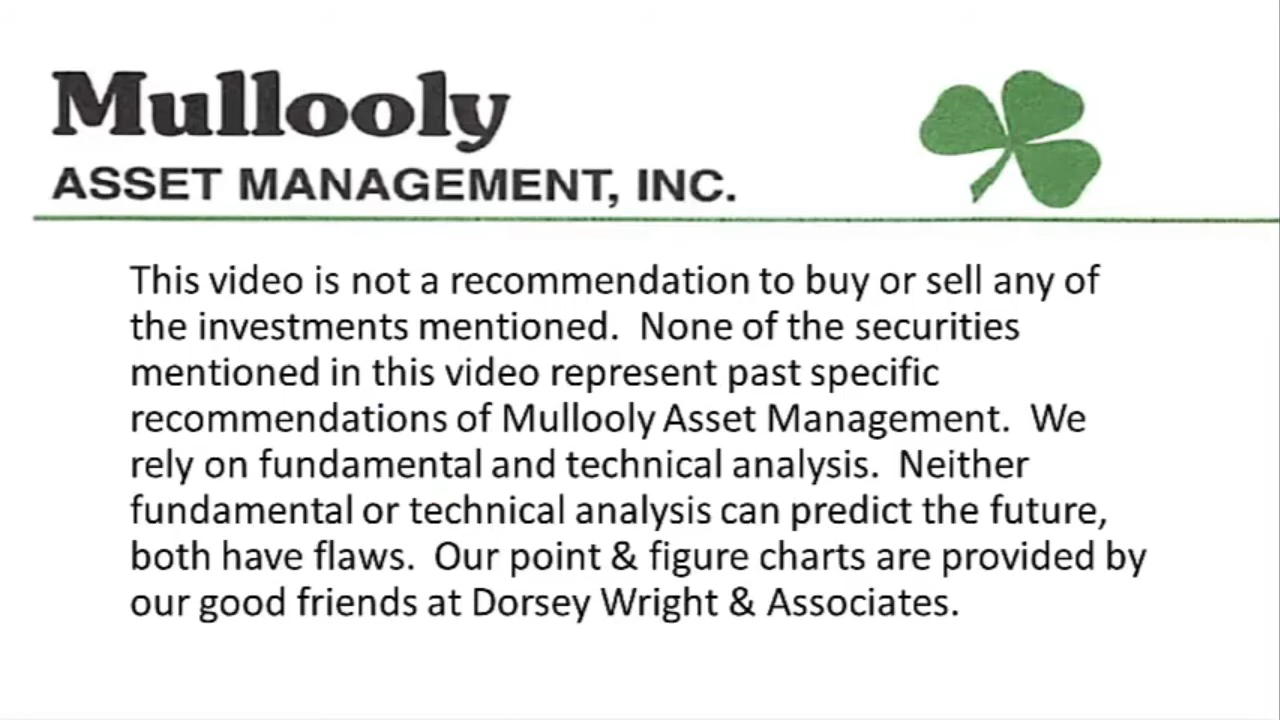 Mullooly
ASSET MANAGEMENT, INC.
This video is not a recommendation to buy or sell any of
the investments mentioned.  None of the securities
mentioned in this video represent past specific
recommendations of Mullooly Asset Management.  We
rely on fundamental and technical analysis.  Neither
fundamental or technical analysis can predict the future,
both have flaws.  Our point & figure charts are provided by
our good friends at Dorsey Wright & Associates.